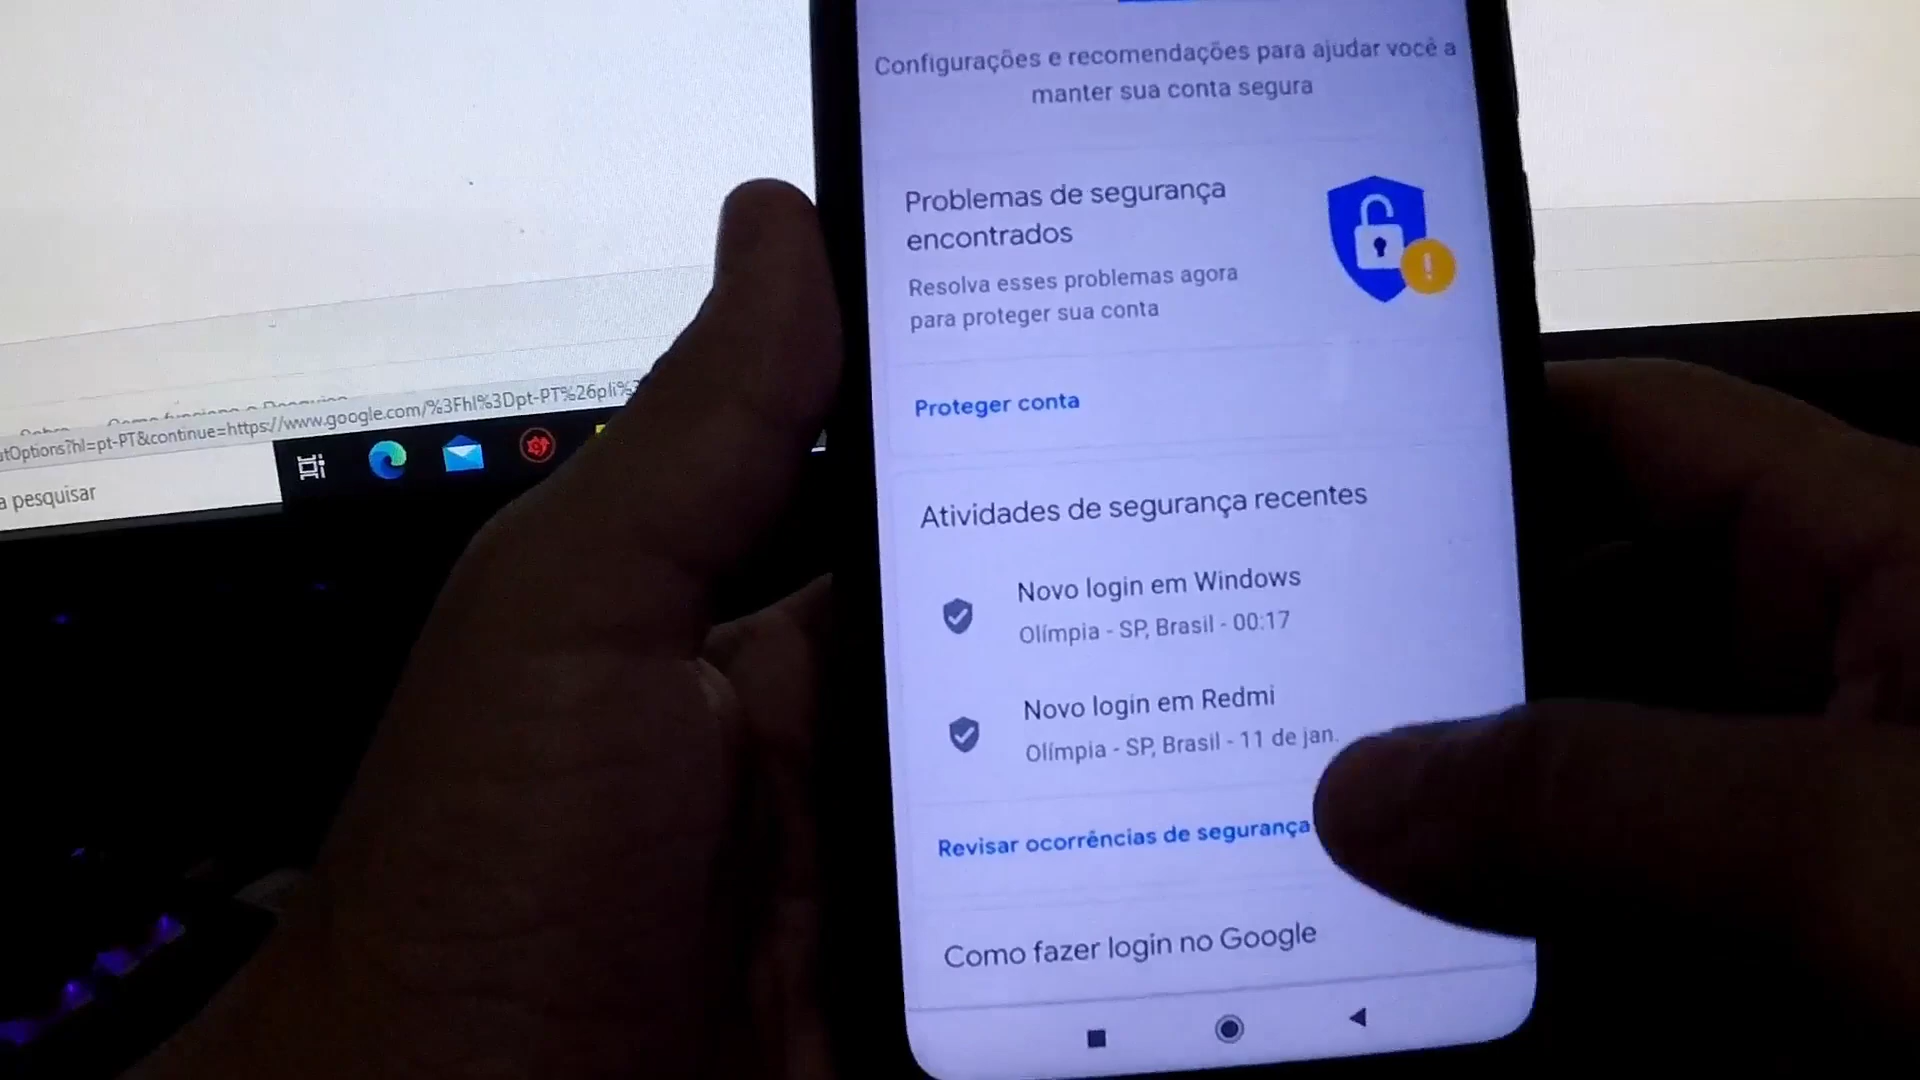 Configurações e recomendações para ajudar você a
manter sua conta segura
Problemas de segurança
encontrados
Resolva esses problemas agora
para proteger sua conta
Proteger conta
Atividades de segurança recentes
Novo login em Windows
Olímpia - SP, Brasil - 00:17
Novo login em Redmi
Olímpia - SP, Brasil - 11 de jan.
Revisar ocorrências de segurança
Como fazer login no Google
tOptions?hl=pt-PT&continue=https://www.google.com/%3Fhl%3Dpt-PT%26pli%3
a pesquisar